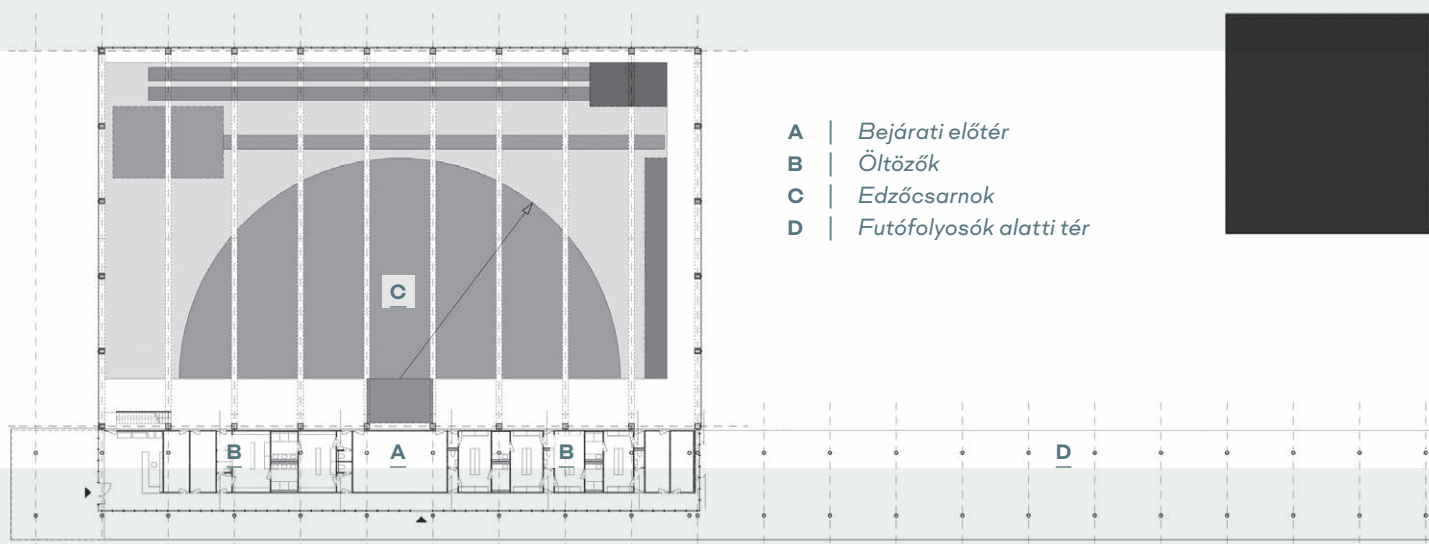 A | Bejárati előtér
B | Öltözők
C | Edzőcsarnok
D | Futófolyosók alatti tér
C
B A B D